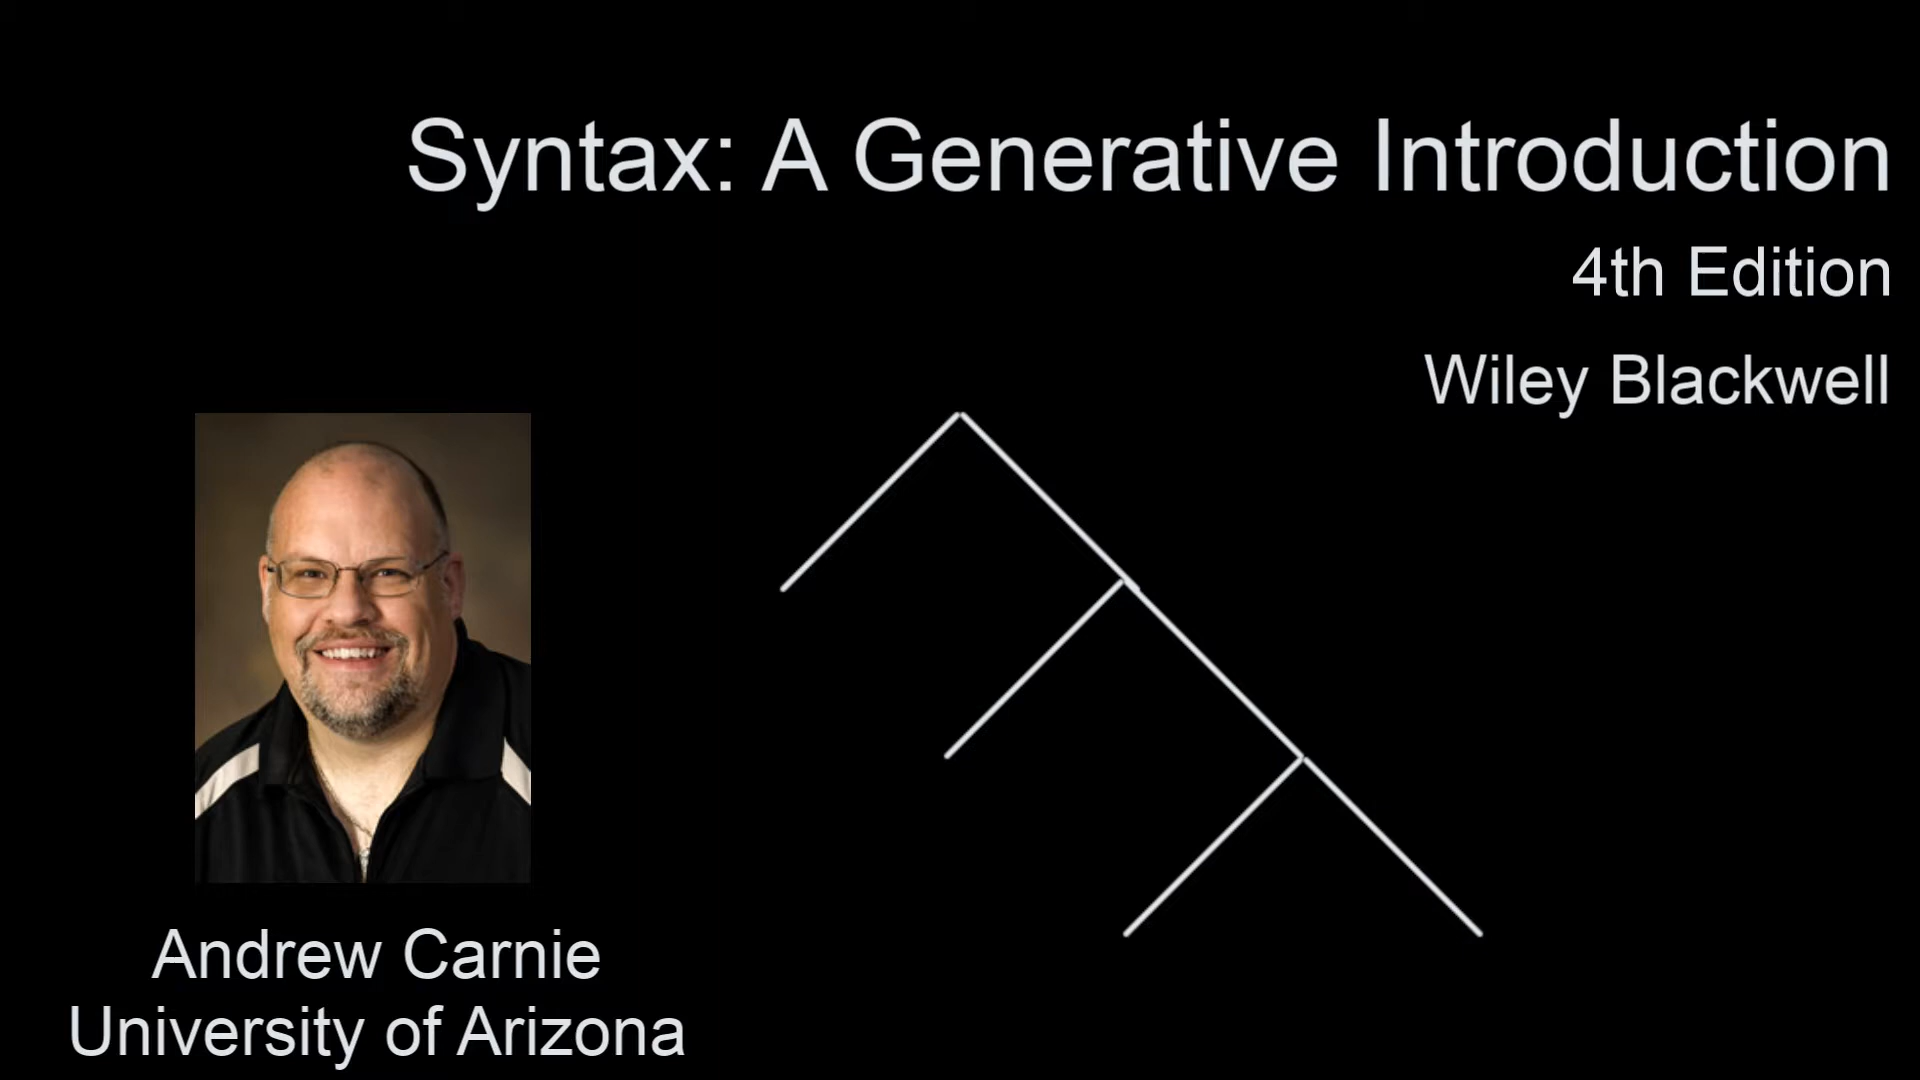 Syntax: A Generative Introduction
4th Edition
Wiley Blackwell
Andrew Carnie
University of Arizona